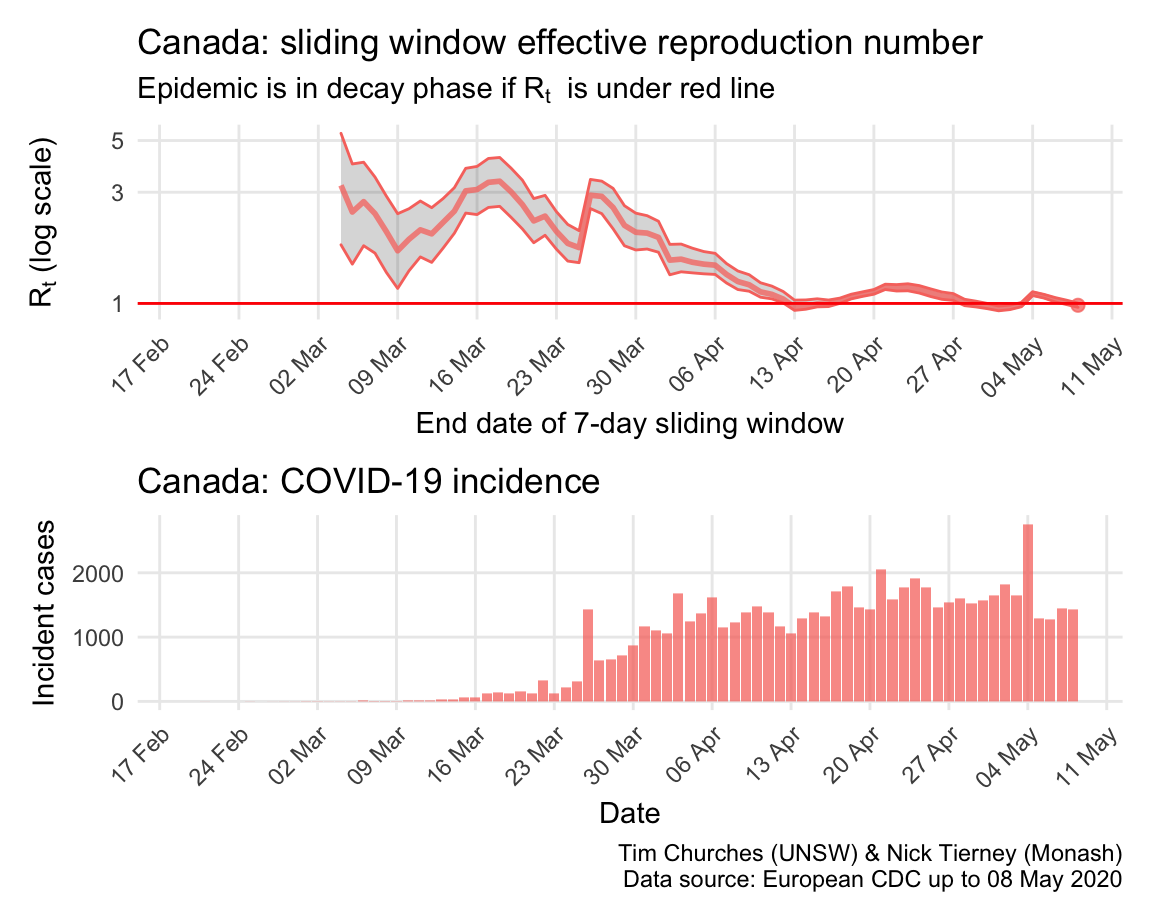 Canada: sliding window effective reproduction number
Epidemic is in decay phase if Rt is under red line
Rt (log scale)
5
3
1
17 Feb
24 Feb
02 Mar
09 Mar
16 Mar
23 Mar
30 Mar
06 Apr
13 Apr
20 Apr
27 Apr
04 May
11 May
End date of 7-day sliding window
Canada: COVID-19 incidence
Incident cases
2000
1000
0
17 Feb
24 Feb
02 Mar
09 Mar
16 Mar
23 Mar
30 Mar
06 Apr
13 Apr
20 Apr
27 Apr
04 May
11 May
Date
Tim Churches (UNSW) & Nick Tierney (Monash)
Data source: European CDC up to 08 May 2020